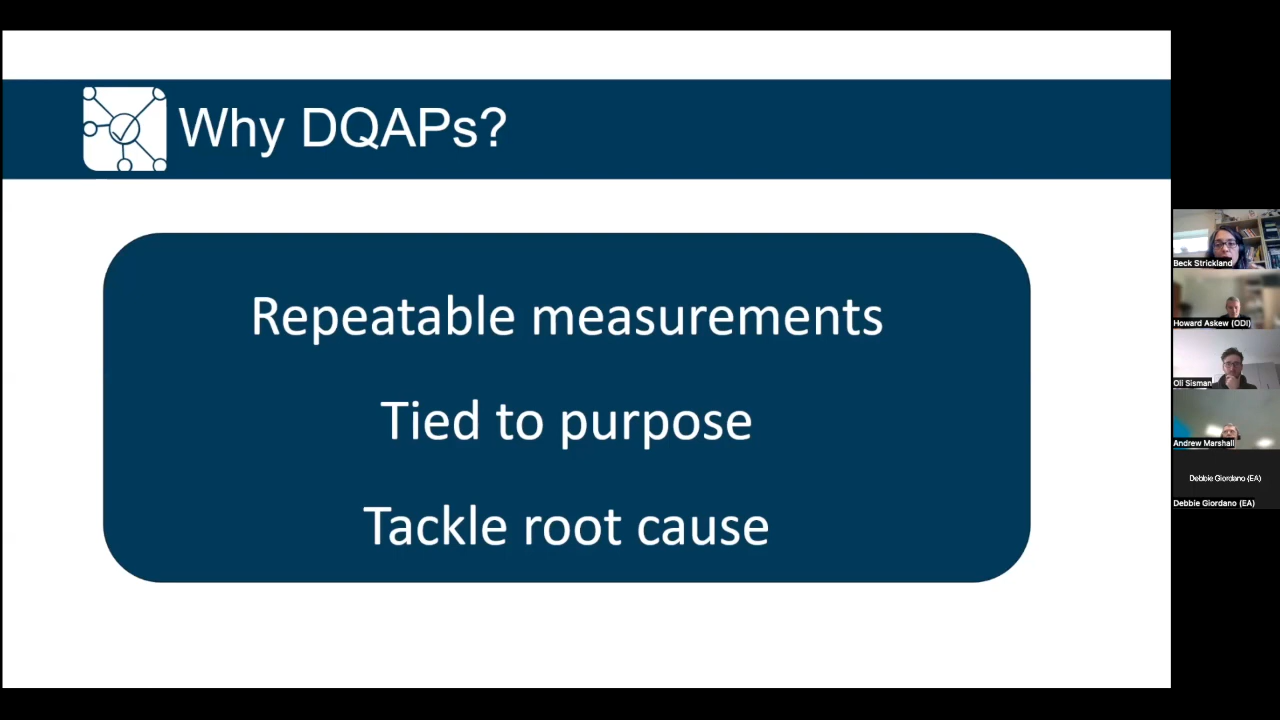 Why DQAPs?
Repeatable measurements
Tied to purpose
Tackle root cause
Beck Strickland
Howard Askew (ODI)
Oli Sisman
Andrew Marshall
Debbie Giordano (EA)
Debbie Giordano (EA)